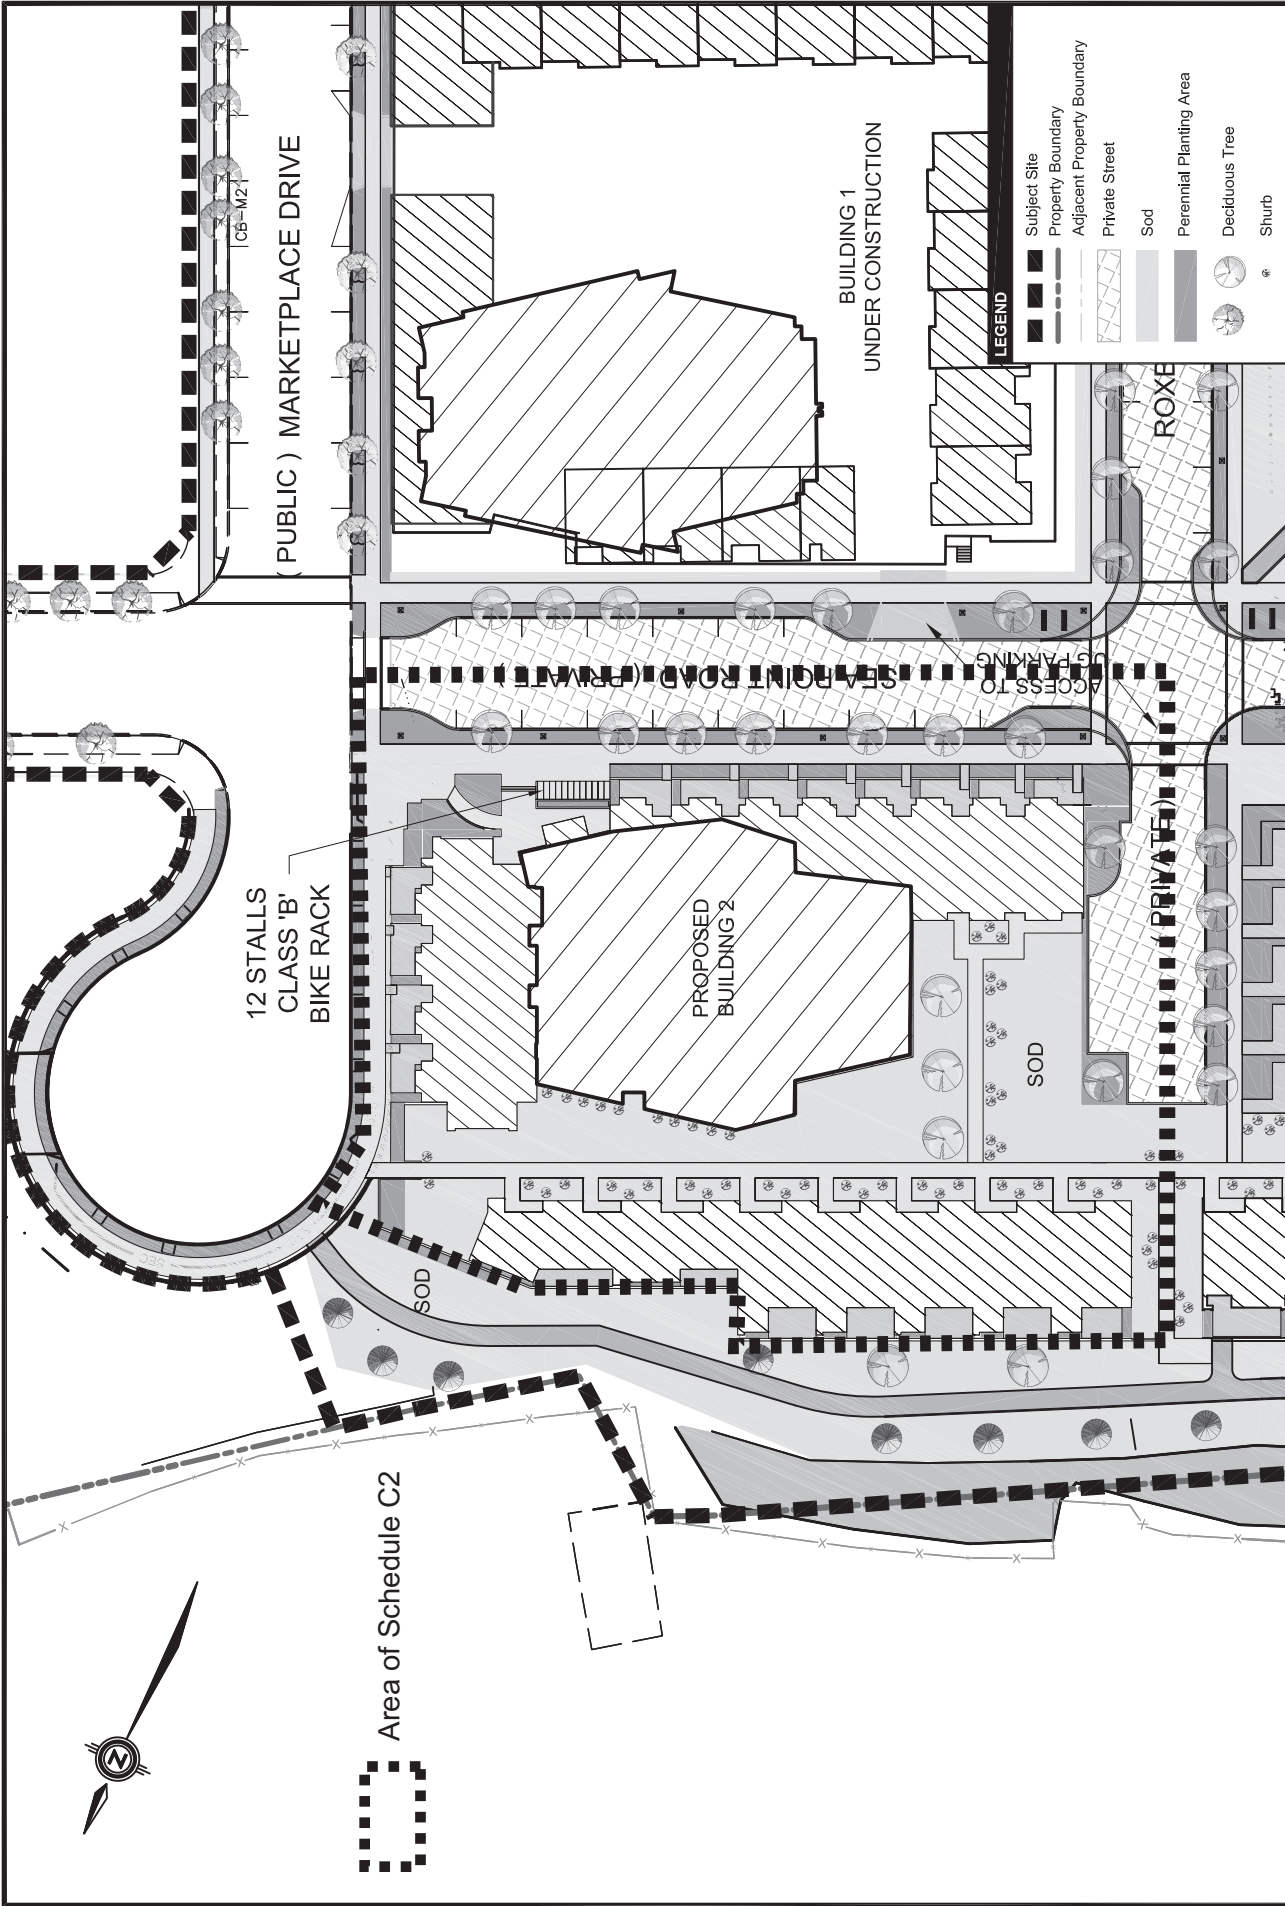 ( PUBLIC ) MARKETPLACE DRIVE
CB-M2
12 STALLS
CLASS 'B'
BIKE RACK
BUILDING 1
UNDER CONSTRUCTION
SEA POINT ROAD ( PRIVATE )
ACCESS TO
UG PARKING
PROPOSED
BUILDING 2
SOD
SOD
( PRIVATE )
ROXB
Area of Schedule C2
N
LEGEND
Subject Site
Property Boundary
Adjacent Property Boundary
Private Street
Sod
Perennial Planting Area
Deciduous Tree
Shurb